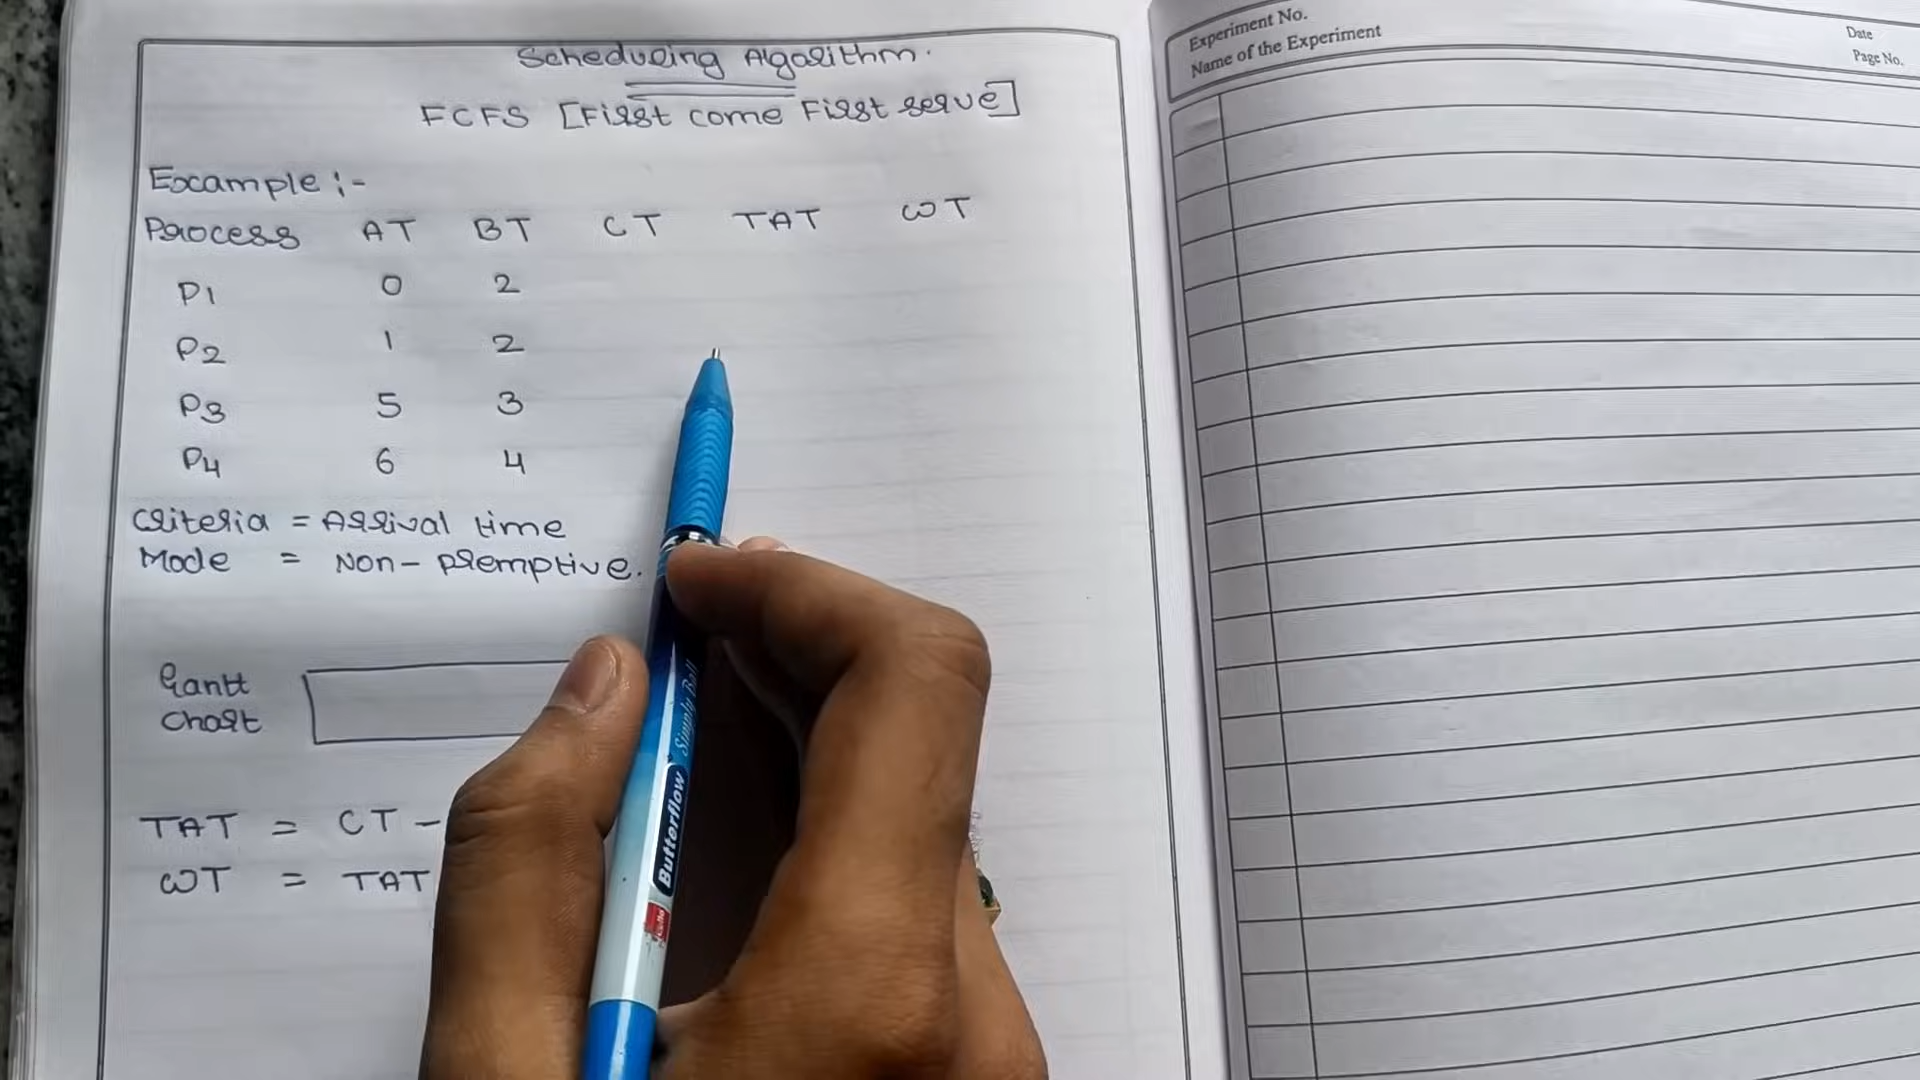 Scheduling Algorithm.
FCFS [First come First serve]
Example :-
Process AT BT CT TAT WT
P1 0 2
P2 1 2
P3 5 3
P4 6 4
Criteria = Arrival time
Mode = Non-premptive.
Gantt
Chart
TAT = CT -
WT = TAT
Butterflow Simply Ball
Cello
Experiment No.
Name of the Experiment
Date
Page No.